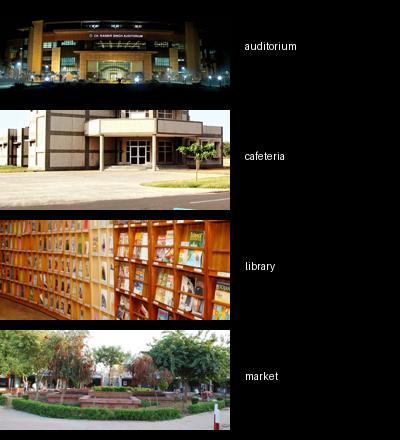 CH. RANBIR SINGH AUDITORIUM
auditorium
cafeteria
library
market